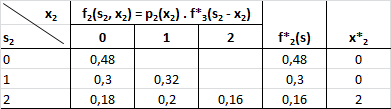 x2 f2(s2, x2) = p2(x2) . f*3(s2 - x2)
s2 0 1 2 f*2(s) x*2
0 0,48 0,48 0
1 0,3 0,32 0,3 0
2 0,18 0,2 0,16 0,16 2